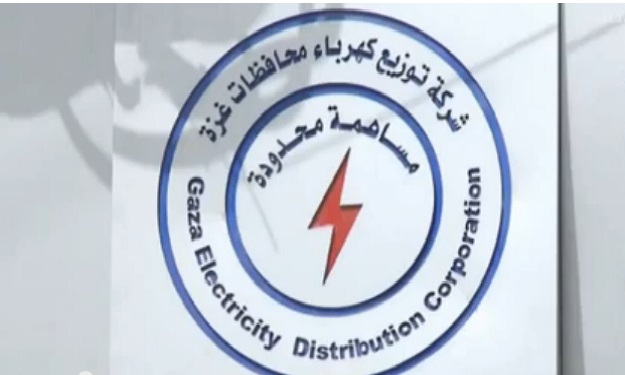 شركة توزيع كهرباء محافظات غزة
مساهمة محدودة
Gaza Electricity Distribution Corporation